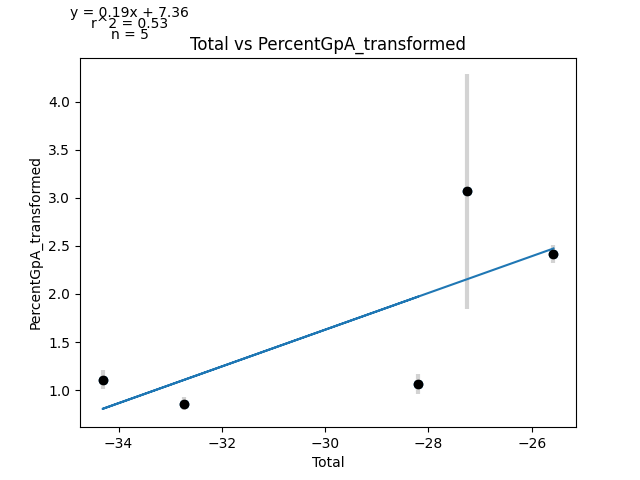 y = 0.19x + 7.36
r^2 = 0.53
n = 5
Total vs PercentGpA_transformed
PercentGpA_transformed
4.0
3.5
3.0
2.5
2.0
1.5
1.0
−34
−32
−30
−28
−26
Total